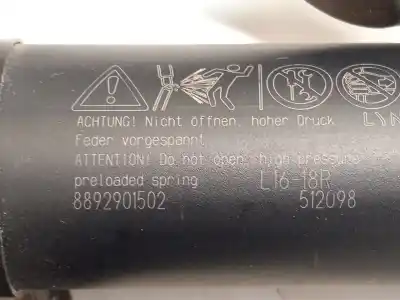 ACHTUNG! Nicht öffnen, hoher Druck
Feder vorgespannt
ATTENTION! Do not open, high pressure
preloaded spring L16-18R
8892901502 512098